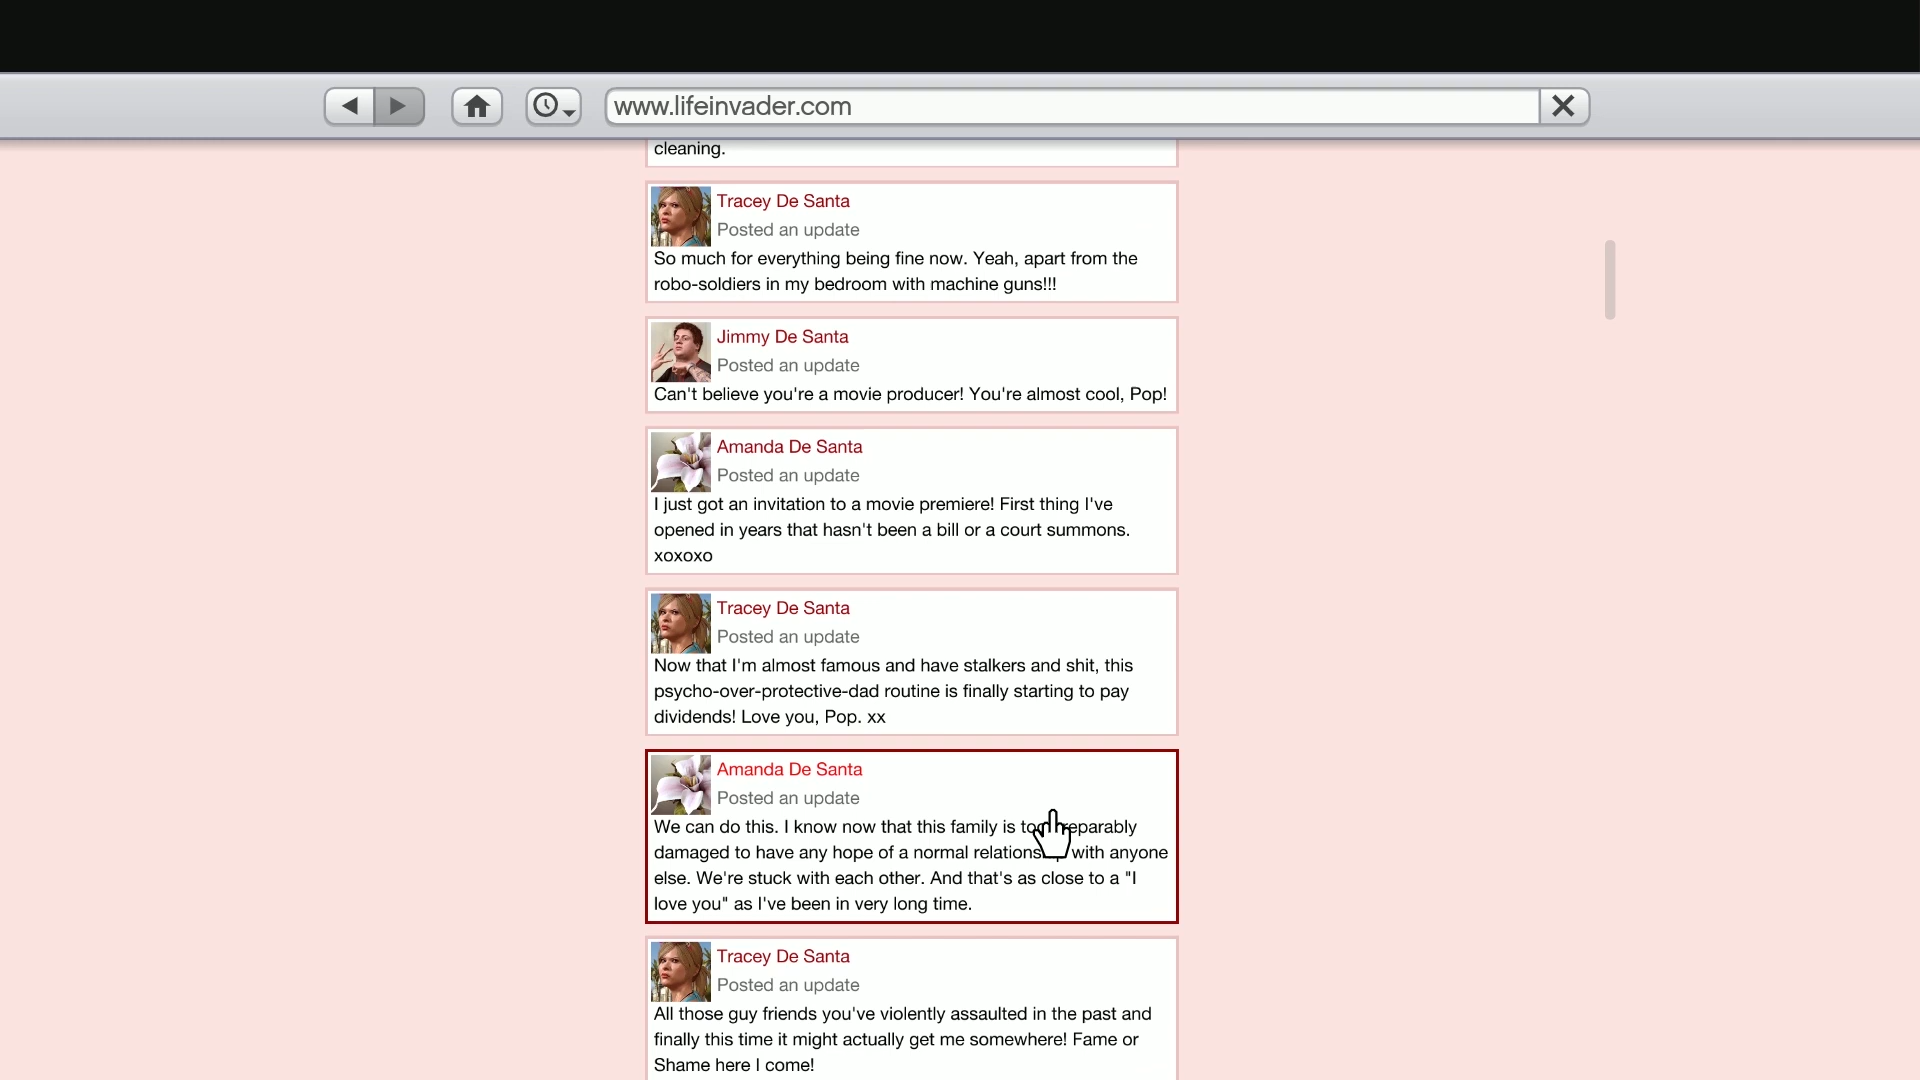 www.lifeinvader.com
cleaning.
Tracey De Santa
Posted an update
So much for everything being fine now. Yeah, apart from the
robo-soldiers in my bedroom with machine guns!!!
Jimmy De Santa
Posted an update
Can't believe you're a movie producer! You're almost cool, Pop!
Amanda De Santa
Posted an update
I just got an invitation to a movie premiere! First thing I've
opened in years that hasn't been a bill or a court summons.
xoxoxo
Tracey De Santa
Posted an update
Now that I'm almost famous and have stalkers and shit, this
psycho-over-protective-dad routine is finally starting to pay
dividends! Love you, Pop. xx
Amanda De Santa
Posted an update
We can do this. I know now that this family is
damaged to have any hope of a normal with anyone
else. We're stuck with each other. And that's as close to a "I
love you" as I've been in very long time.
Tracey De Santa
Posted an update
All those guy friends you've violently assaulted in the past and
finally this time it might actually get me somewhere! Fame or
Shame here I come!